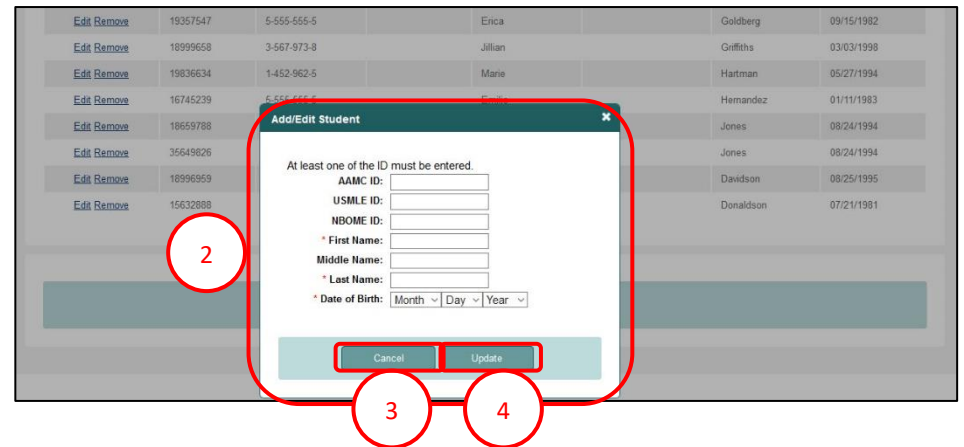 Edit Remove 19357547 5-555-555-5 Erica Goldberg 09/15/1982
Edit Remove 18999658 3-567-973-8 Jillian Griffiths 03/03/1998
Edit Remove 19836634 1-452-962-5 Marie Hartman 05/27/1994
Edit Remove 16745239 5-555-555-5 Emilio Hernandez 01/11/1983
Edit Remove 18659788 Jones 08/24/1994
Edit Remove 35649826 Jones 08/24/1994
Edit Remove 18996959 Davidson 08/25/1995
Edit Remove 15632888 Donaldson 07/21/1981
Add/Edit Student
At least one of the ID must be entered.
AAMC ID:
USMLE ID:
NBOME ID:
* First Name:
Middle Name:
* Last Name:
* Date of Birth: Month Day Year
Cancel Update
2
3
4